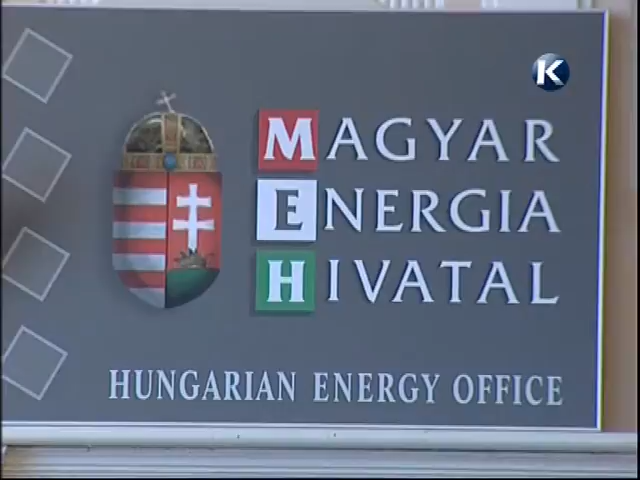 K
MAGYAR
ENERGIA
HIVATAL
HUNGARIAN ENERGY OFFICE